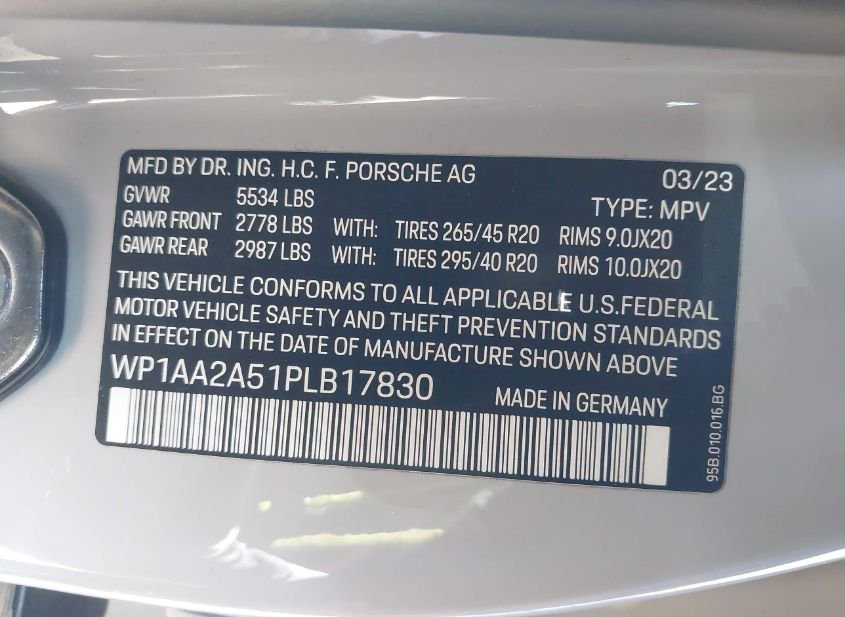 MFD BY DR. ING. H.C. F. PORSCHE AG 03/23
GVWR 5534 LBS TYPE: MPV
GAWR FRONT 2778 LBS WITH: TIRES 265/45 R20 RIMS 9.0JX20
GAWR REAR 2987 LBS WITH: TIRES 295/40 R20 RIMS 10.0JX20
THIS VEHICLE CONFORMS TO ALL APPLICABLE U.S.FEDERAL
MOTOR VEHICLE SAFETY AND THEFT PREVENTION STANDARDS
IN EFFECT ON THE DATE OF MANUFACTURE SHOWN ABOVE
WP1AA2A51PLB17830 MADE IN GERMANY
95B.010.016.BG